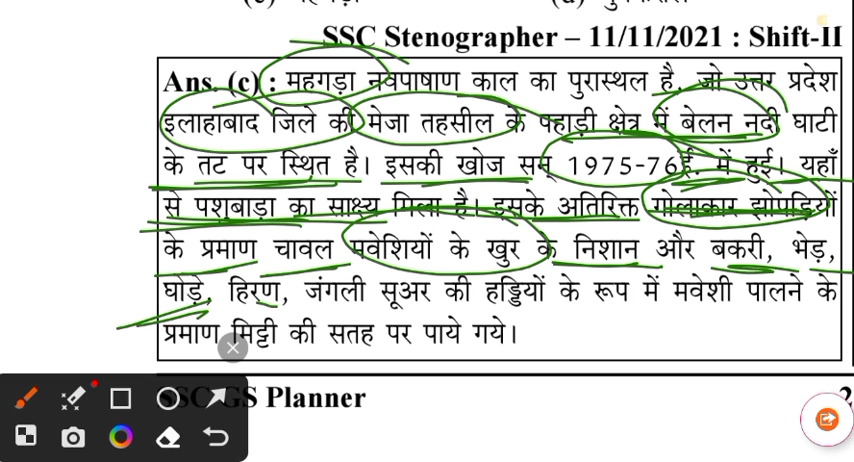 SSC Stenographer – 11/11/2021 : Shift-II
Ans. (c) : महगड़ा नवपाषाण काल का पुरास्थल है, जो उत्तर प्रदेश
इलाहाबाद जिले की मेजा तहसील के पहाड़ी क्षेत्र में बेलन नदी घाटी
के तट पर स्थित है। इसकी खोज सन् 1975-76 ई. में हुई। यहाँ
से पशुबाड़ा का साक्ष्य मिला है। इसके अतिरिक्त गोलाकार झोपड़ियों
के प्रमाण चावल मवेशियों के खुर के निशान और बकरी, भेड़,
घोड़े, हिरण, जंगली सूअर की हड्डियों के रूप में मवेशी पालने के
प्रमाण मिट्टी की सतह पर पाये गये।
SSC GS Planner